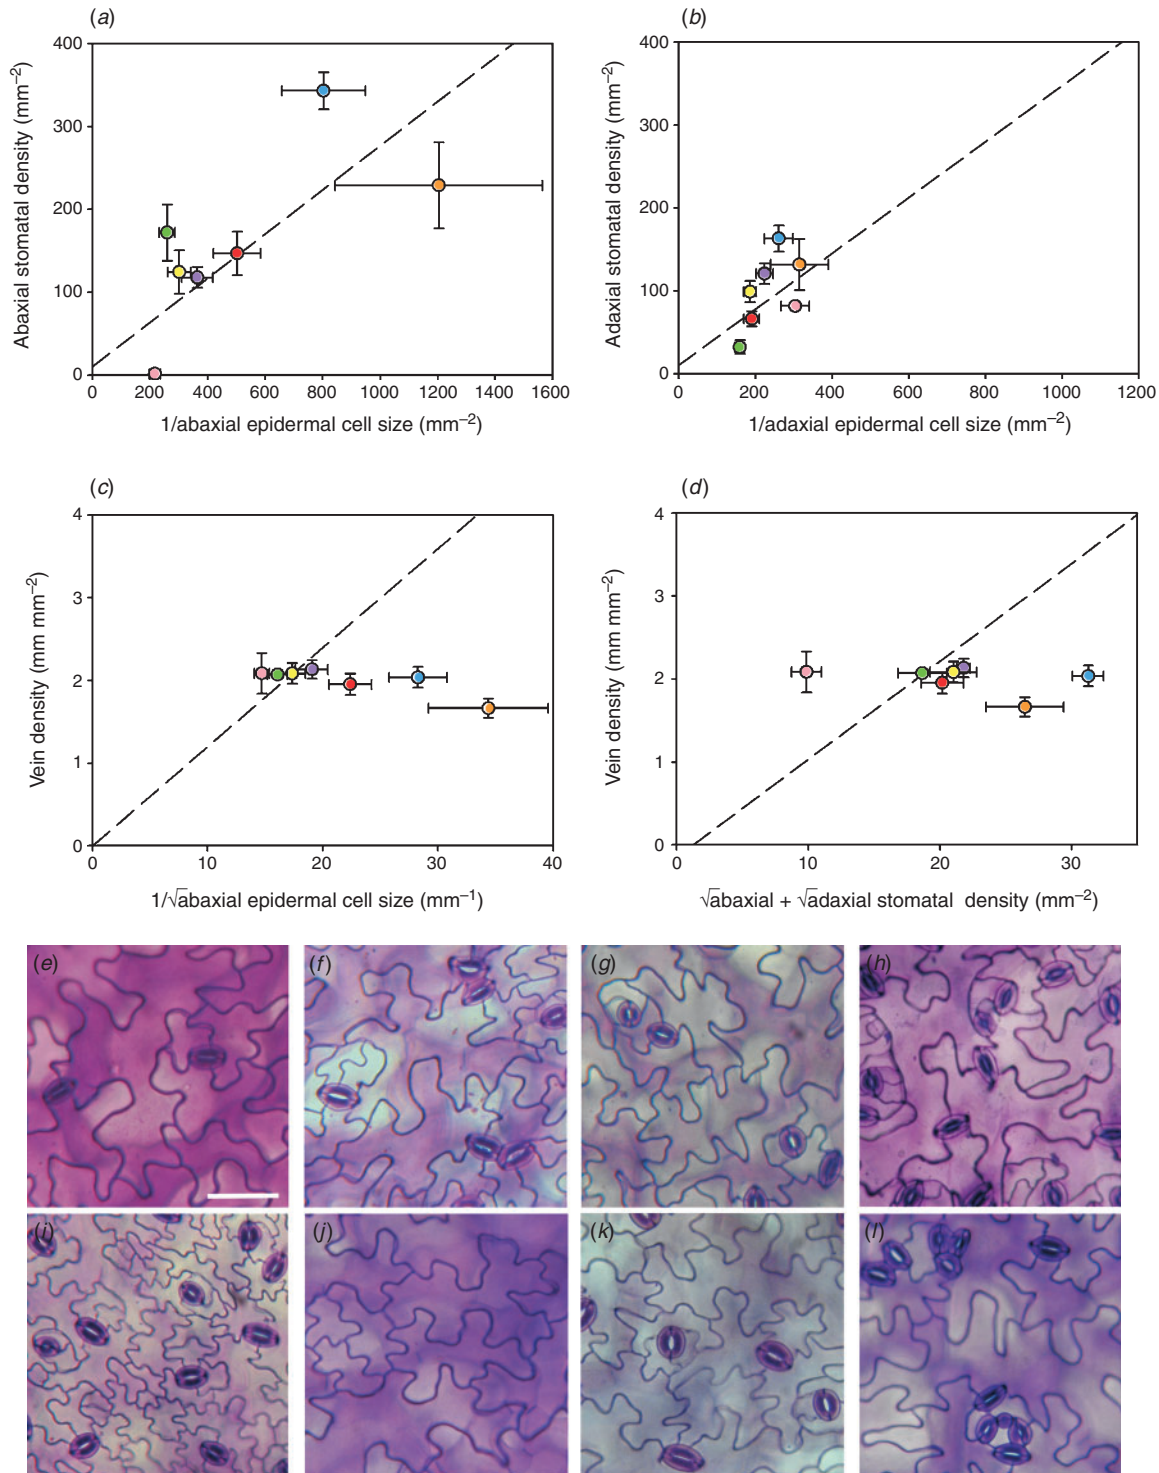 (a)
400
300
200
100
0
Abaxial stomatal density (mm⁻²)
0 200 400 600 800 1000 1200 1400 1600
1/abaxial epidermal cell size (mm⁻²)
(b)
400
300
200
100
0
Adaxial stomatal density (mm⁻²)
0 200 400 600 800 1000 1200
1/adaxial epidermal cell size (mm⁻²)
(c)
4
3
2
1
0
Vein density (mm mm⁻²)
0 10 20 30 40
1/√abaxial epidermal cell size (mm⁻¹)
(d)
4
3
2
1
0
Vein density (mm mm⁻²)
0 10 20 30
√abaxial + √adaxial stomatal density (mm⁻²)
(e) (f) (g) (h)
(i) (j) (k) (l)